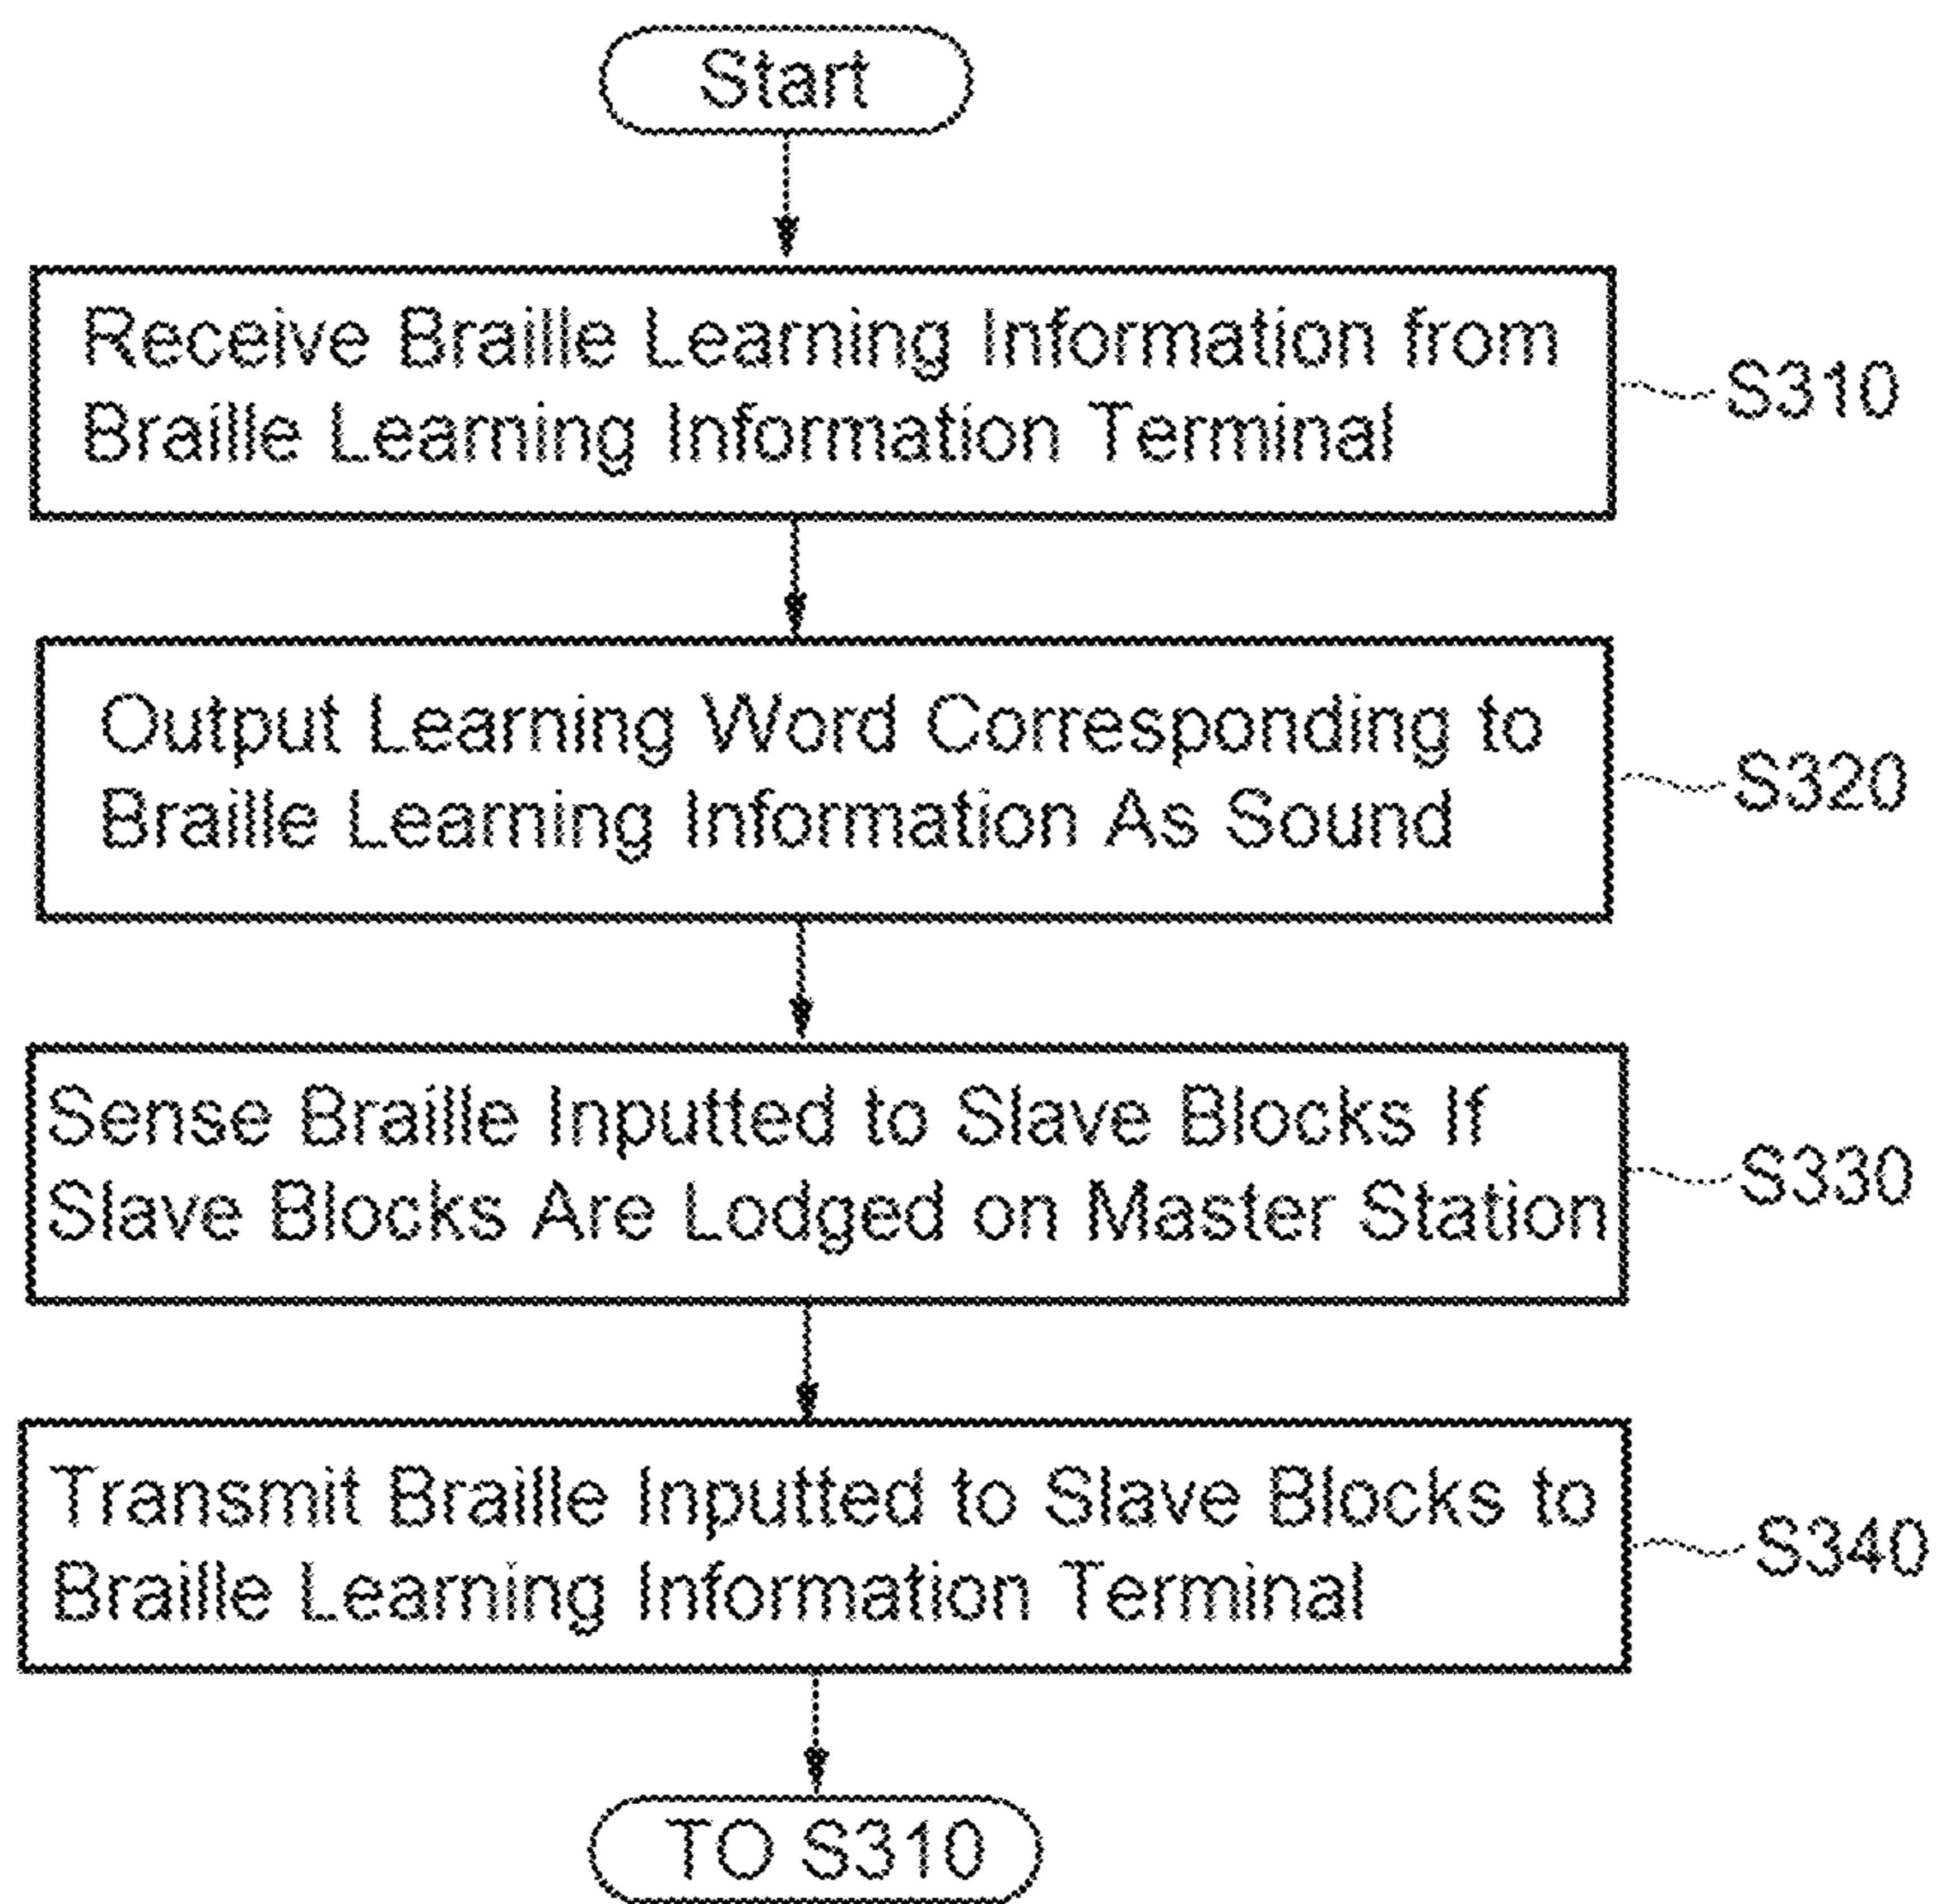 Start
Receive Braille Learning Information from
Braille Learning Information Terminal
S310
Output Learning Word Corresponding to
Braille Learning Information As Sound
S320
Sense Braille Inputted to Slave Blocks If
Slave Blocks Are Lodged on Master Station
S330
Transmit Braille Inputted to Slave Blocks to
Braille Learning Information Terminal
S340
TO S310